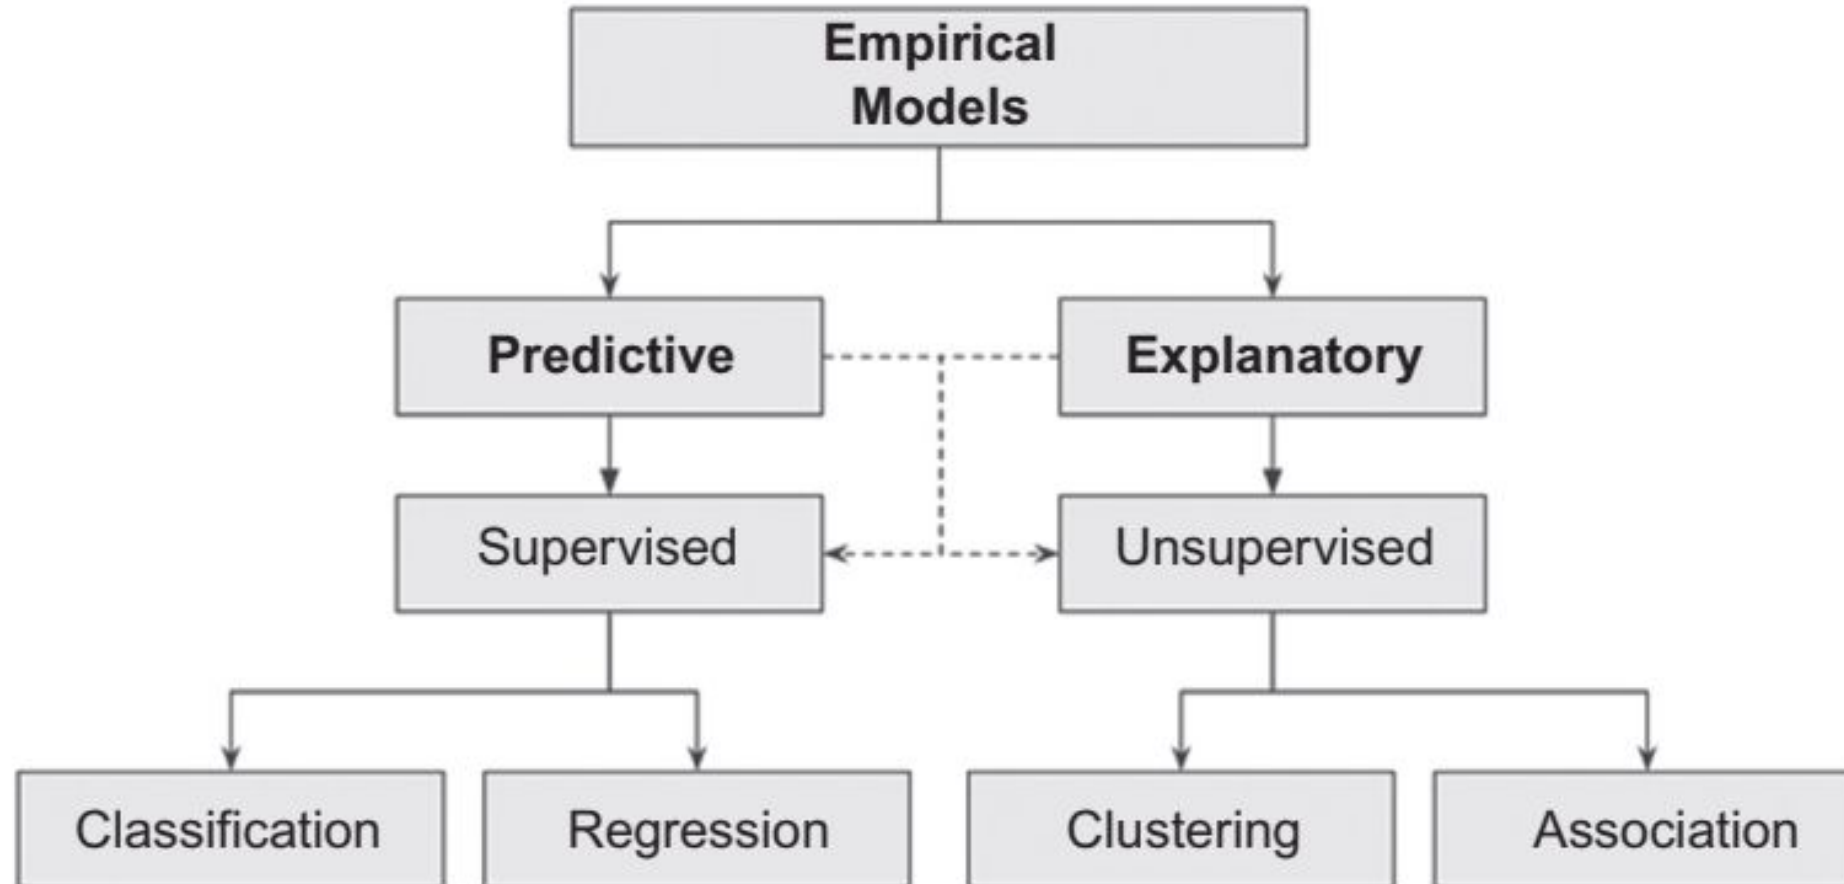 Empirical
Models
Predictive
Explanatory
Supervised
Unsupervised
Classification
Regression
Clustering
Association